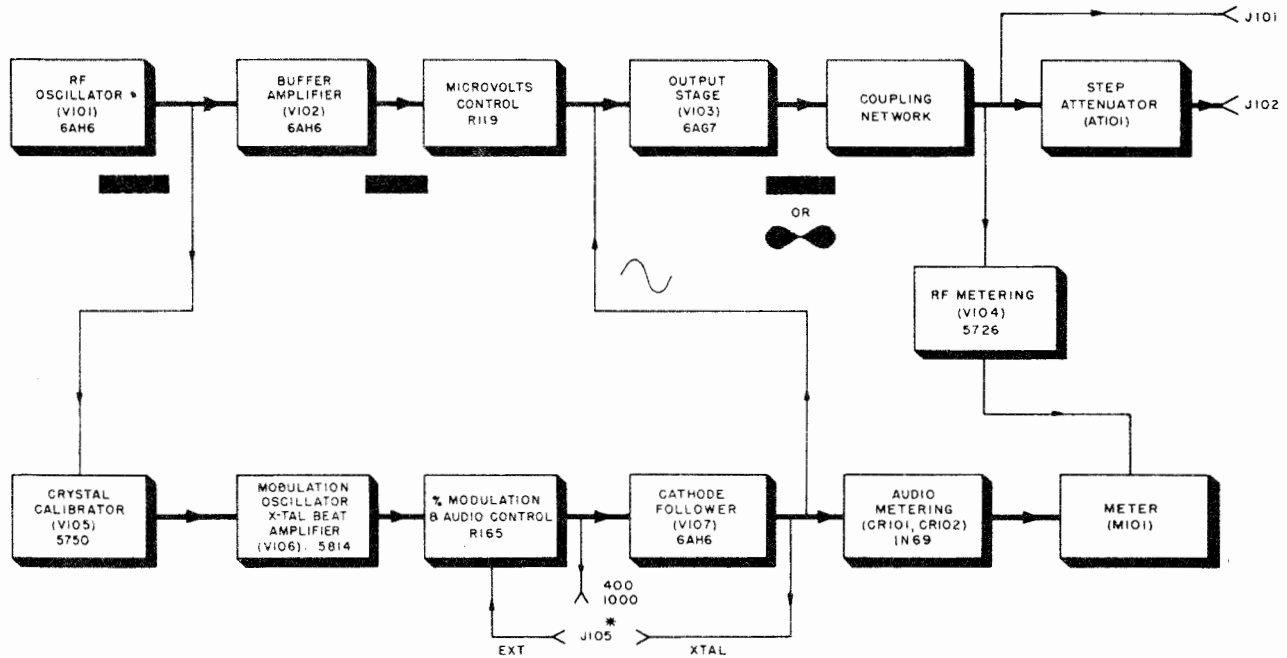 J101
RF
OSCILLATOR *
(V101)
6AH6
BUFFER
AMPLIFIER
(V102)
6AH6
MICROVOLTS
CONTROL
R119
OUTPUT
STAGE
(V103)
6AG7
COUPLING
NETWORK
STEP
ATTENUATOR
(AT101)
J102
OR
RF METERING
(V104)
5726
CRYSTAL
CALIBRATOR
(V105)
5750
MODULATION
OSCILLATOR
X-TAL BEAT
AMPLIFIER
(V106). 5814
% MODULATION
& AUDIO CONTROL
R165
CATHODE
FOLLOWER
(V107)
6AH6
AUDIO
METERING
(CR101, CR102)
1N69
METER
(M101)
400
1000
*
J105
EXT
XTAL